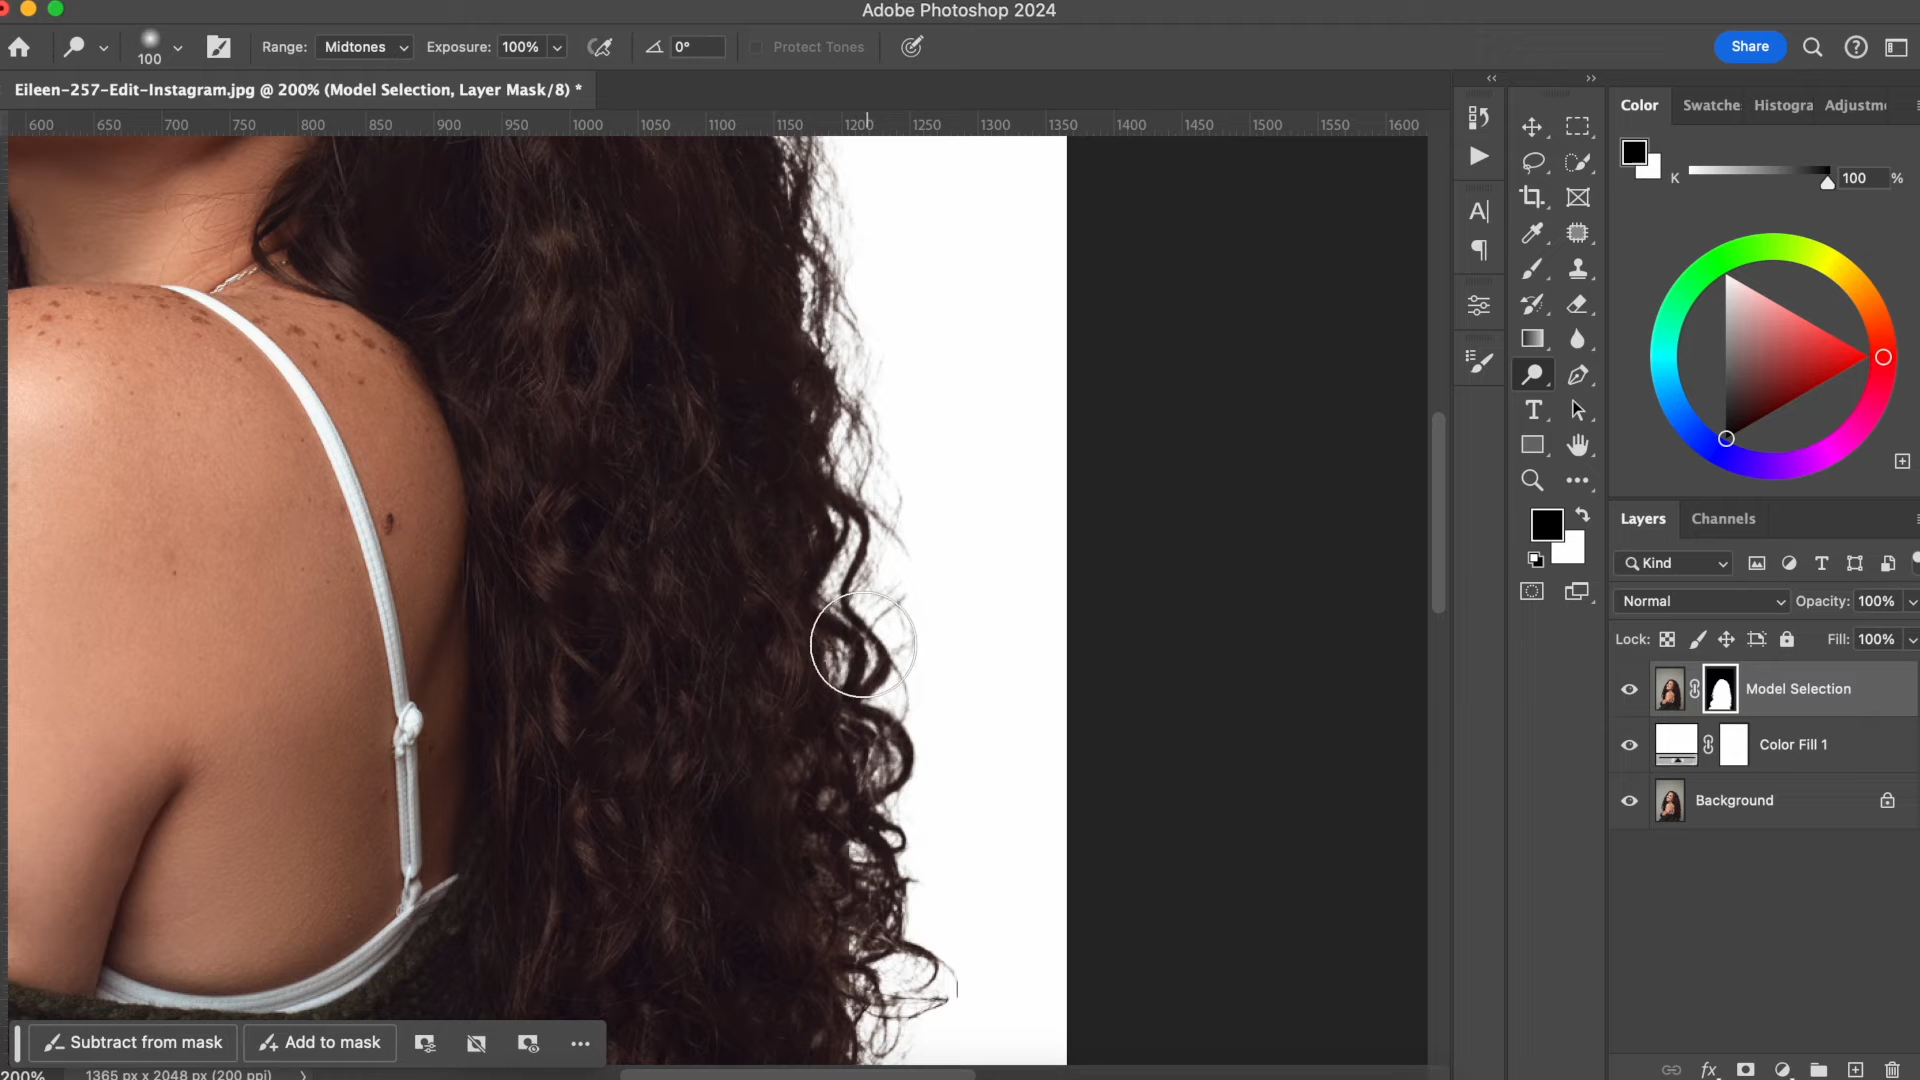 Adobe Photoshop 2024
100
Range: Midtones Exposure: 100% 0° Protect Tones Share
Eileen-257-Edit-Instagram.jpg @ 200% (Model Selection, Layer Mask/8) *
600 650 700 750 800 850 900 950 1000 1050 1100 1150 1200 1250 1300 1350 1400 1450 1500 1550 1600
Color Swatche Histogra Adjustm
K 100 %
Layers Channels
Kind
Normal Opacity: 100%
Lock: Fill: 100%
Model Selection
Color Fill 1
Background
Subtract from mask Add to mask
200% 1365 px x 2048 px (200 ppi)
fx